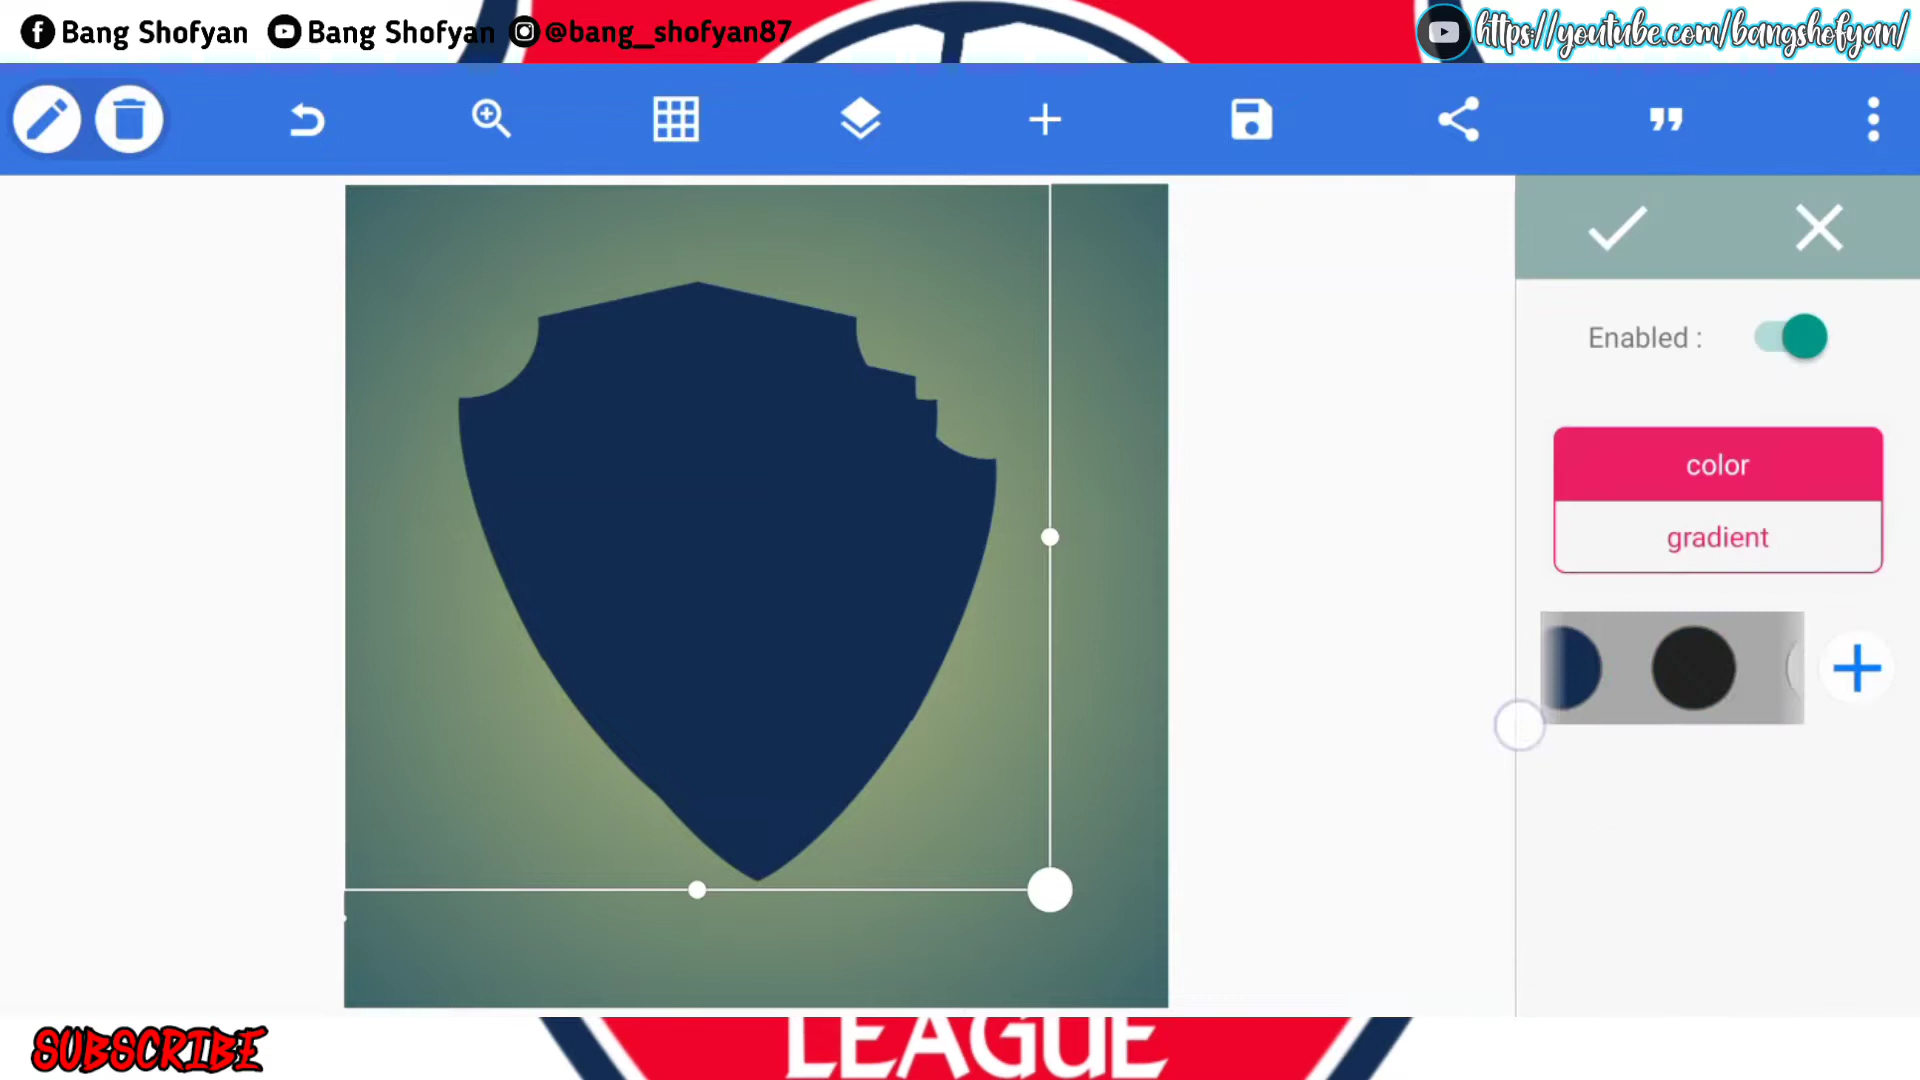 Bang Shofyan Bang Shofyan @bang_shofyan87
https://youtube.com/bangshofyan/
Enabled :
color
gradient
SUBSCRIBE
LEAGUE